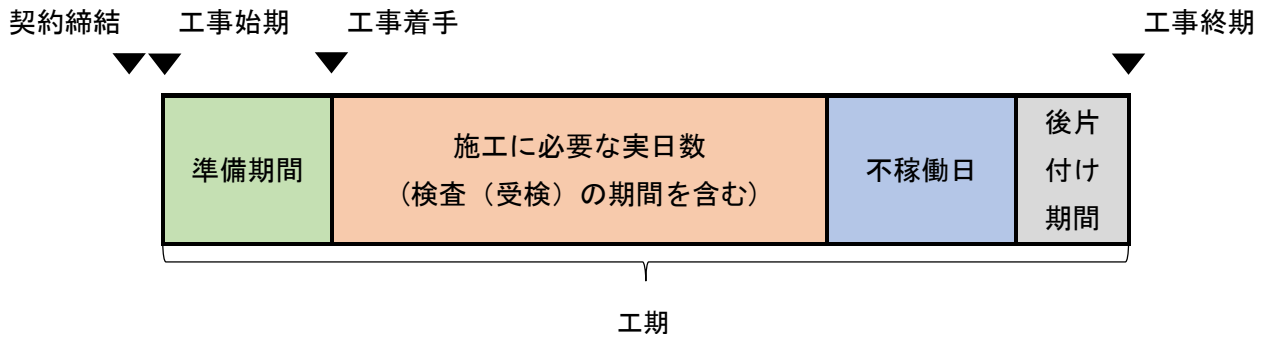 契約締結 工事始期 工事着手 工事終期
準備期間
施工に必要な実日数
（検査（受検）の期間を含む）
不稼働日
後片
付け
期間
工期